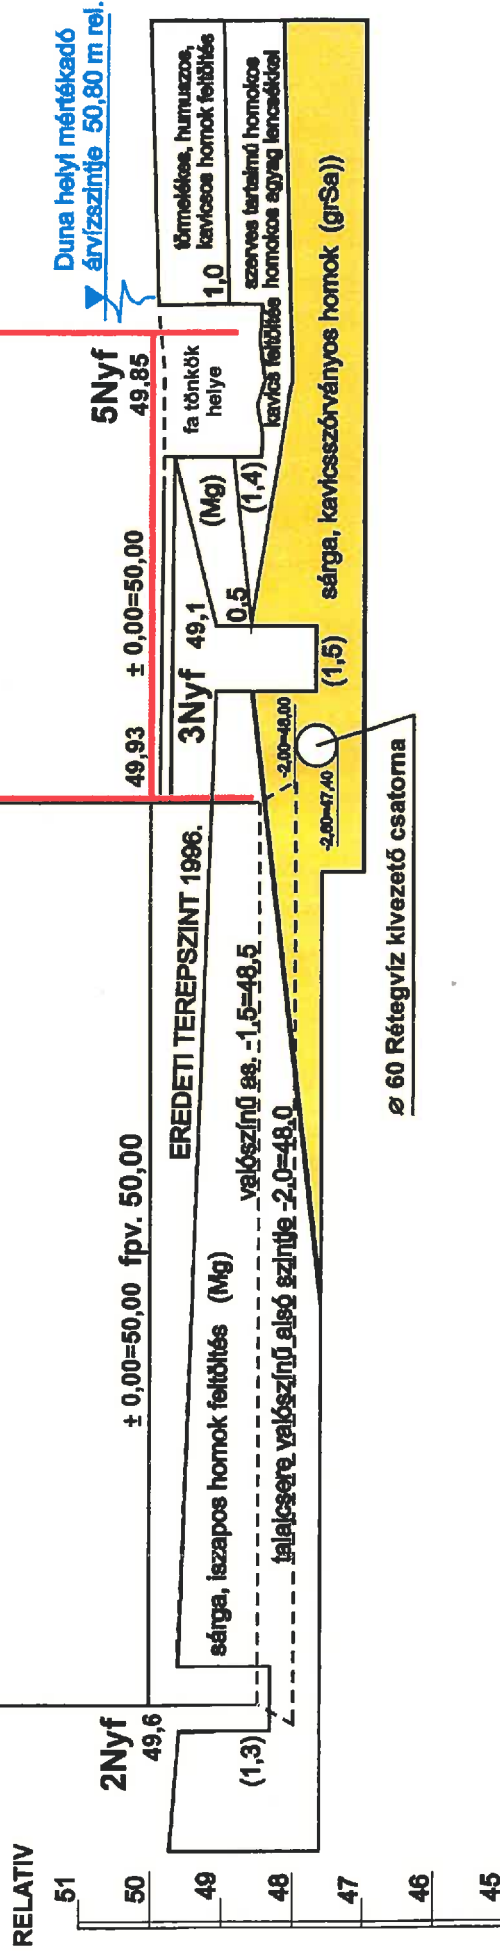 RELATIV
51
50
49
48
47
46
45
2Nyf
49,6
(1,3)
± 0,00=50,00 fpv. 50,00
EREDETI TEREPSZINT 1996.
sárga, iszapos homok feltöltés (Mg)
valószínű as. -1,5=48,5
talajcsere valószínű alsó szintje -2,0=48,0
49,93
± 0,00=50,00
3Nyf 49,1
0,5
(1,5)
-2,00=48,00
-2,60=47,40
ø 60 Rétegvíz kivezető csatorna
5Nyf
49,85
fa tönkök
helye
(Mg)
(1,4)
1,0
Duna helyi mértékadó
árvízszintje 50,80 m rel.
törmelékes, humuszos,
kavicsos homok feltöltés
szerves tartalmú homokos
kavics feltöltés homokos agyag lencsékkel
sárga, kavicsszórványos homok (grSa))